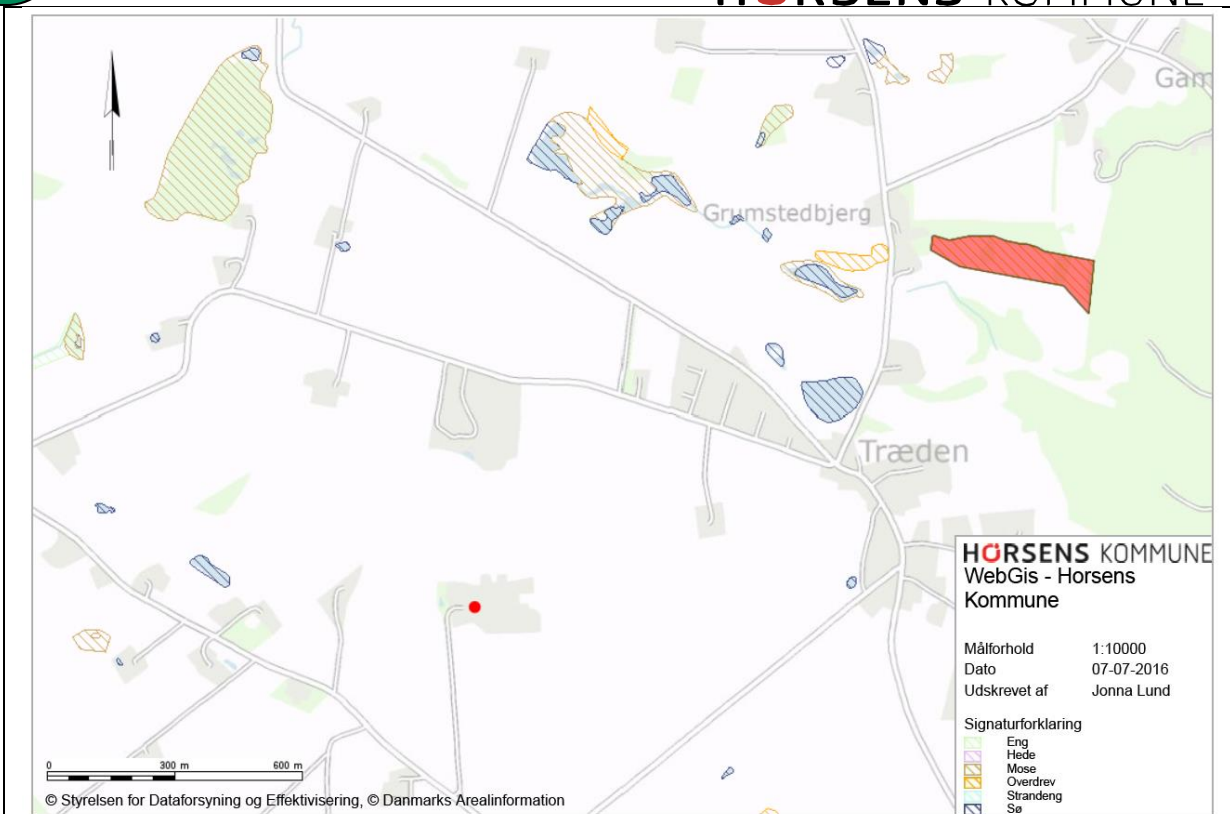 HORSENS KOMMUNE
Gam
Grumstedbjerg
Træden
HORSENS KOMMUNE
WebGis - Horsens
Kommune
Målforhold 1:10000
Dato 07-07-2016
Udskrevet af Jonna Lund
Signaturforklaring
Eng
Hede
Mose
Overdrev
Strandeng
Sø
0 300 m 600 m
© Styrelsen for Dataforsyning og Effektivisering, © Danmarks Arealinformation